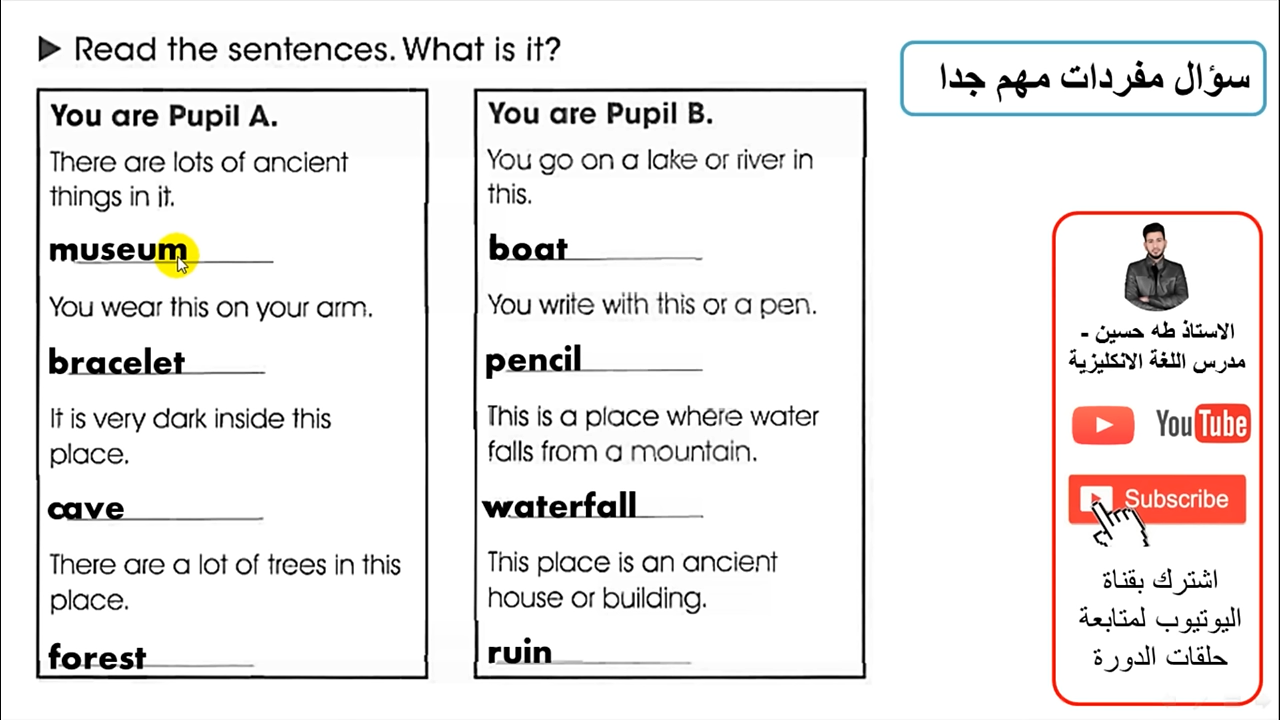 Read the sentences. What is it?
سؤال مفردات مهم جدا
You are Pupil A.
There are lots of ancient
things in it.
museum
You wear this on your arm.
bracelet
It is very dark inside this
place.
cave
There are a lot of trees in this
place.
forest
You are Pupil B.
You go on a lake or river in
this.
boat
You write with this or a pen.
pencil
This is a place where water
falls from a mountain.
waterfall
This place is an ancient
house or building.
ruin
الاستاذ طه حسين -
مدرس اللغة الانكليزية
YouTube
Subscribe
اشترك بقناة
اليوتيوب لمتابعة
حلقات الدورة